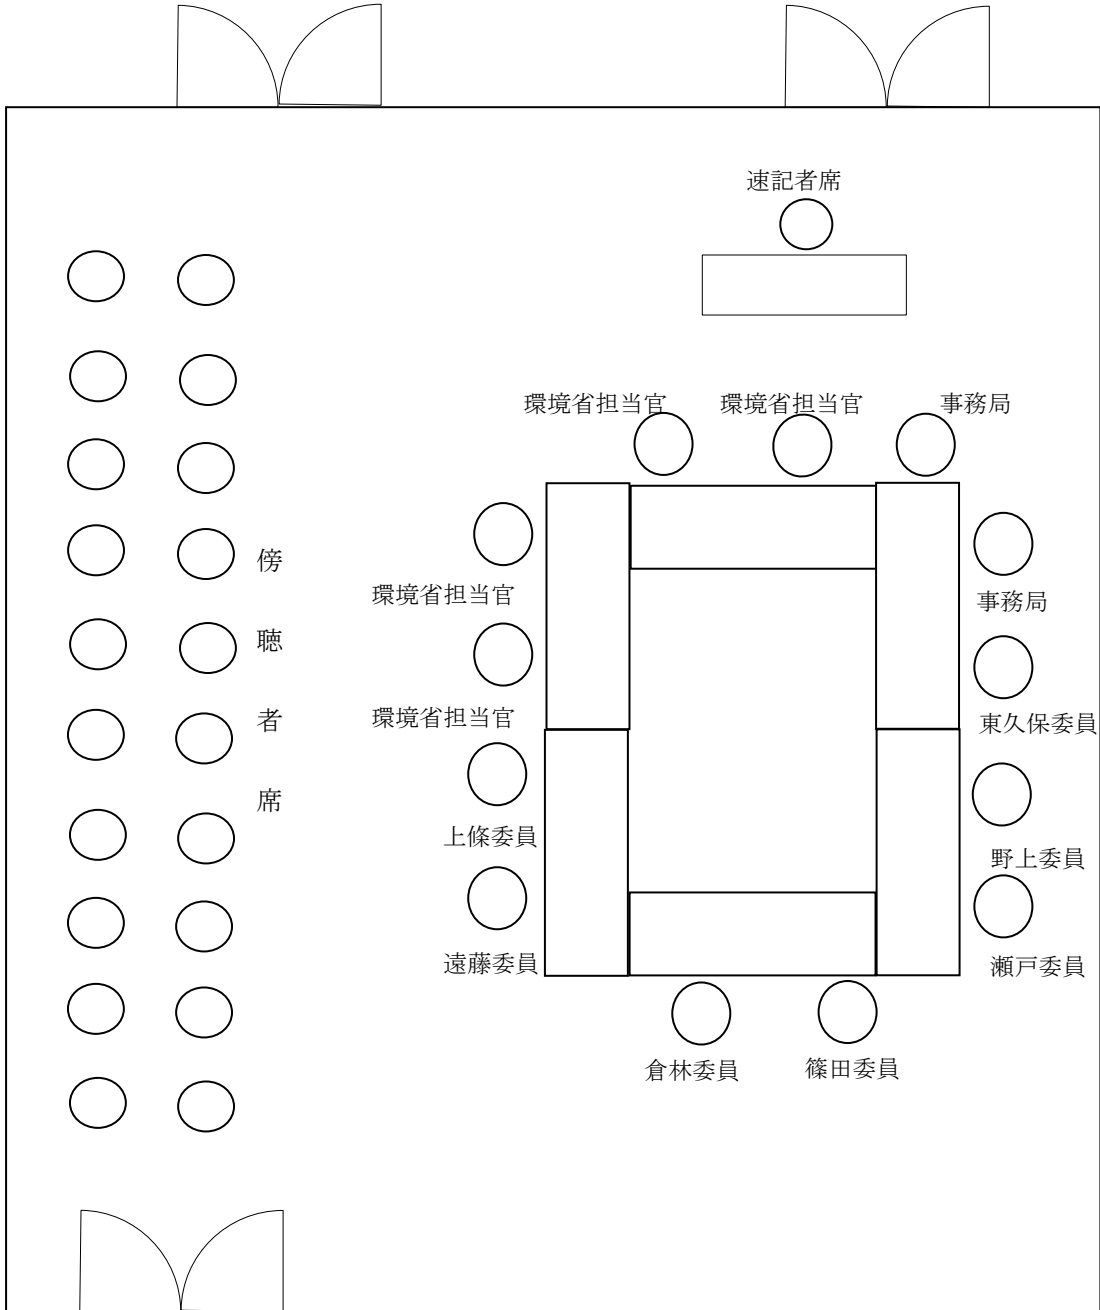 速記者席
環境省担当官 環境省担当官 事務局
環境省担当官
事務局
環境省担当官
東久保委員
上條委員
野上委員
遠藤委員
瀬戸委員
倉林委員 篠田委員
傍聴者席